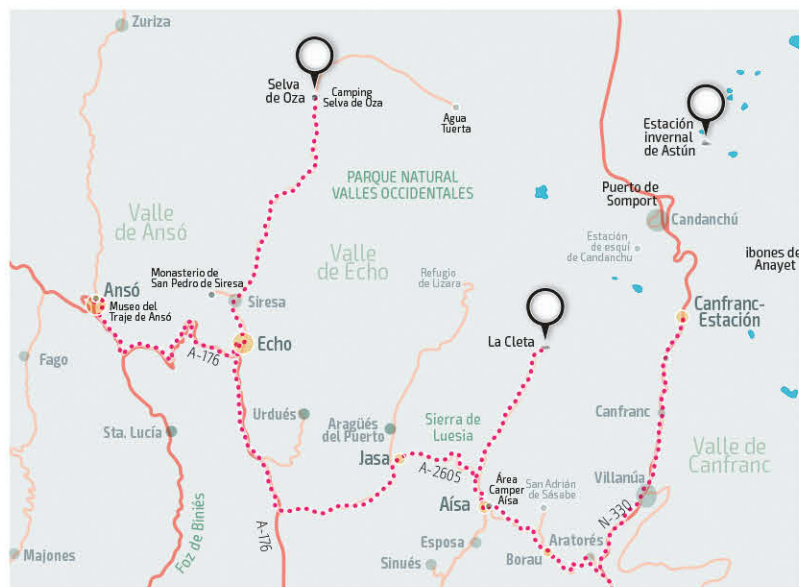 Zuriza
Selva
de Oza
Camping
Selva de Oza
Agua
Tuerta
Estación
invernal
de Astún
PARQUE NATURAL
VALLES OCCIDENTALES
Puerto de
Somport
Candanchú
Valle
de Ansó
Valle
de Echo
Estación
de esquí
de Candanchu
ibones de
Anayet
Monasterio de
San Pedro de Siresa
Refugio
de Lizara
Ansó
Museo del
Traje de Ansó
Siresa
Canfranc-
Estación
La Cleta
Echo
A-176
Fago
Urdués
Aragüés
del Puerto
Sierra de
Luesia
Canfranc
Sta. Lucía
Valle de
Canfranc
Jasa
A-2605
Área
Camper
Aísa
San Adrián
de Sásabe
Villanúa
Aísa
N-330
A-176
Foz de Biniés
Majones
Esposa
Sinués
Borau
Aratorés